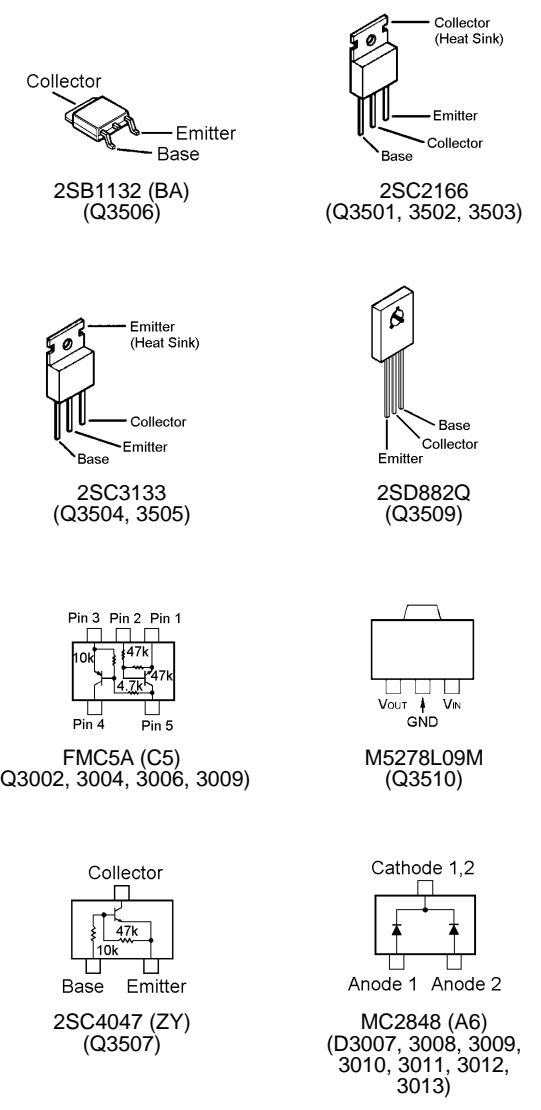 Collector
Emitter
Base
2SB1132 (BA)
(Q3506)
Collector
(Heat Sink)
Emitter
Collector
Base
2SC2166
(Q3501, 3502, 3503)
Emitter
(Heat Sink)
Collector
Emitter
Base
2SC3133
(Q3504, 3505)
Base
Collector
Emitter
2SD882Q
(Q3509)
Pin 3 Pin 2 Pin 1
10k
47k
47k
4.7k
Pin 4
Pin 5
FMC5A (C5)
Q3002, 3004, 3006, 3009)
VOUT
VIN
GND
M5278L09M
(Q3510)
Collector
47k
10k
Base Emitter
2SC4047 (ZY)
(Q3507)
Cathode 1,2
Anode 1 Anode 2
MC2848 (A6)
(D3007, 3008, 3009,
3010, 3011, 3012,
3013)